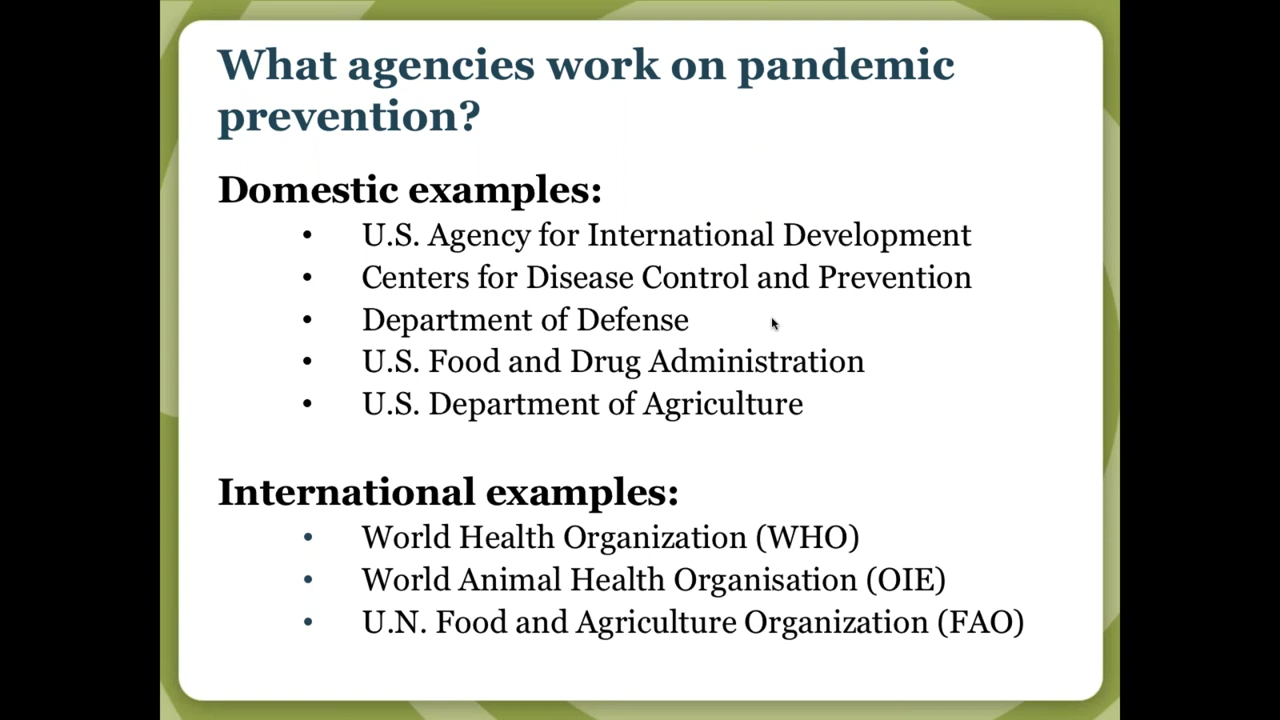 What agencies work on pandemic
prevention?
Domestic examples:
• U.S. Agency for International Development
• Centers for Disease Control and Prevention
• Department of Defense
• U.S. Food and Drug Administration
• U.S. Department of Agriculture
International examples:
• World Health Organization (WHO)
• World Animal Health Organisation (OIE)
• U.N. Food and Agriculture Organization (FAO)